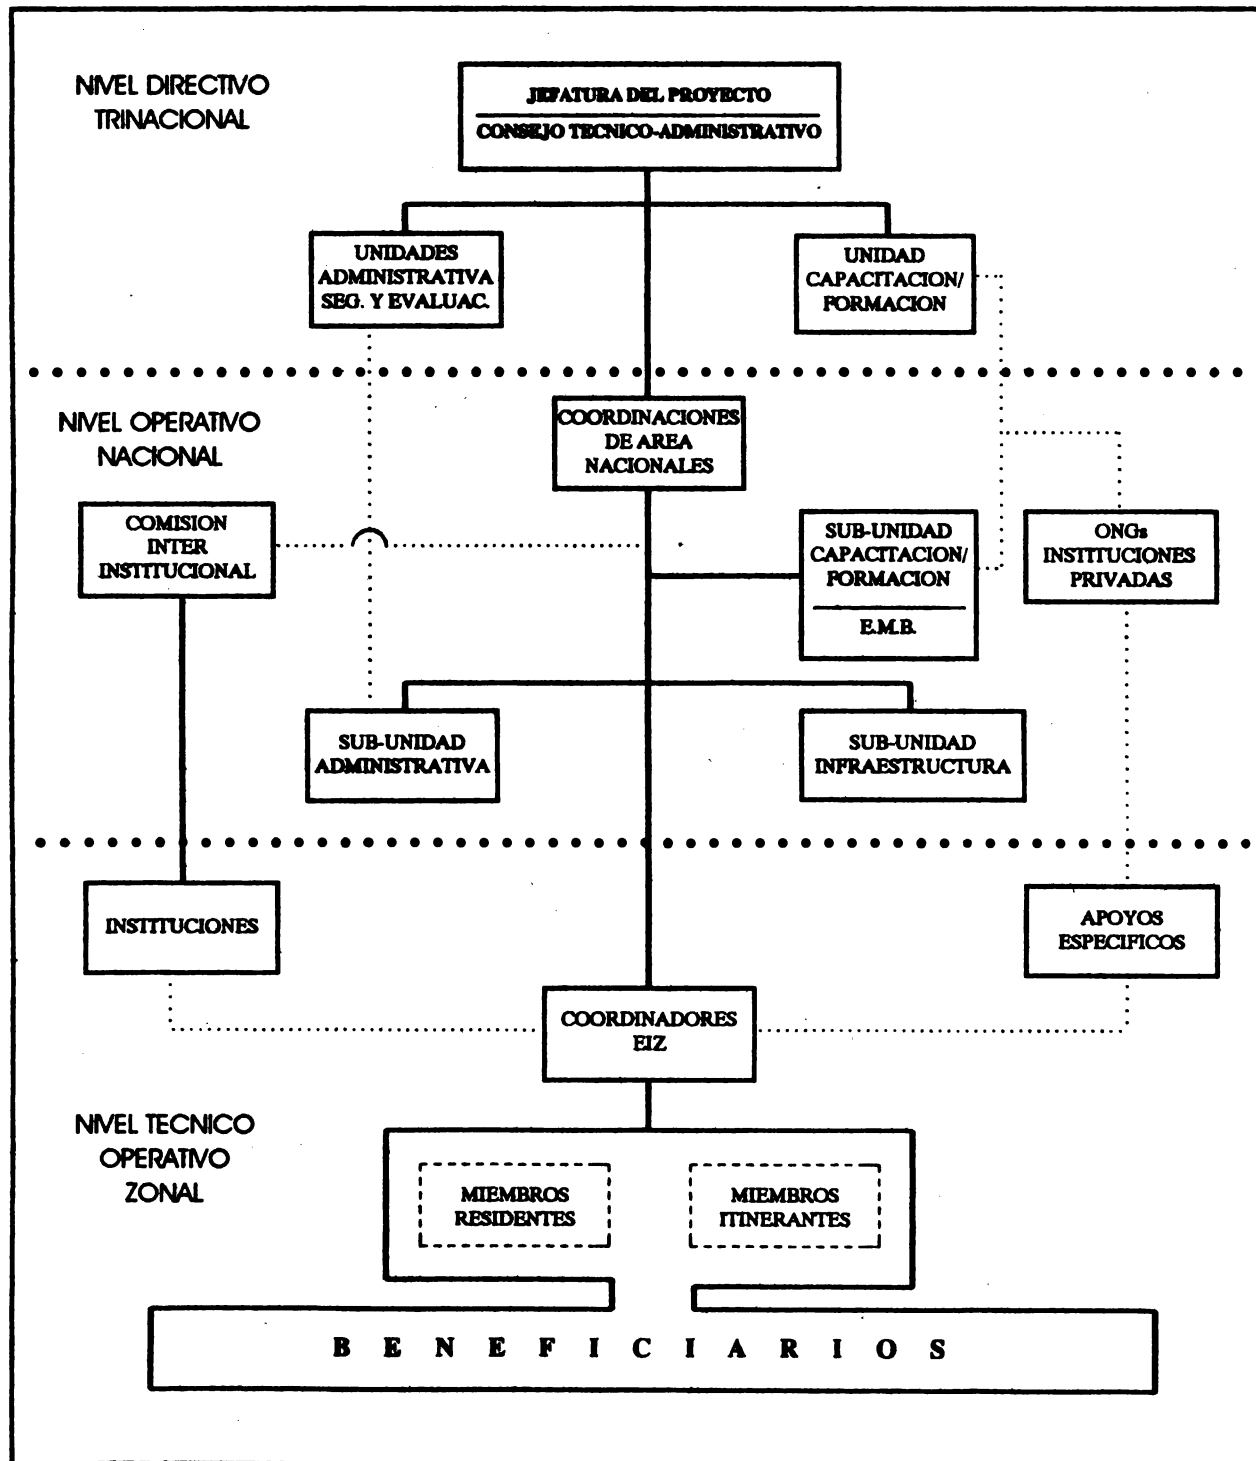 NIVEL DIRECTIVO
TRINACIONAL
JEFATURA DEL PROYECTO
CONSEJO TECNICO-ADMINISTRATIVO
UNIDADES
ADMINISTRATIVA
SEG. Y EVALUAC.
UNIDAD
CAPACITACION/
FORMACION
NIVEL OPERATIVO
NACIONAL
COORDINACIONES
DE AREA
NACIONALES
COMISION
INTER
INSTITUCIONAL
SUB-UNIDAD
CAPACITACION/
FORMACION
E.M.B.
ONGs
INSTITUCIONES
PRIVADAS
SUB-UNIDAD
ADMINISTRATIVA
SUB-UNIDAD
INFRAESTRUCTURA
INSTITUCIONES
APOYOS
ESPECIFICOS
COORDINADORES
EIZ
NIVEL TECNICO
OPERATIVO
ZONAL
MIEMBROS
RESIDENTES
MIEMBROS
ITINERANTES
BENEFICIARIOS